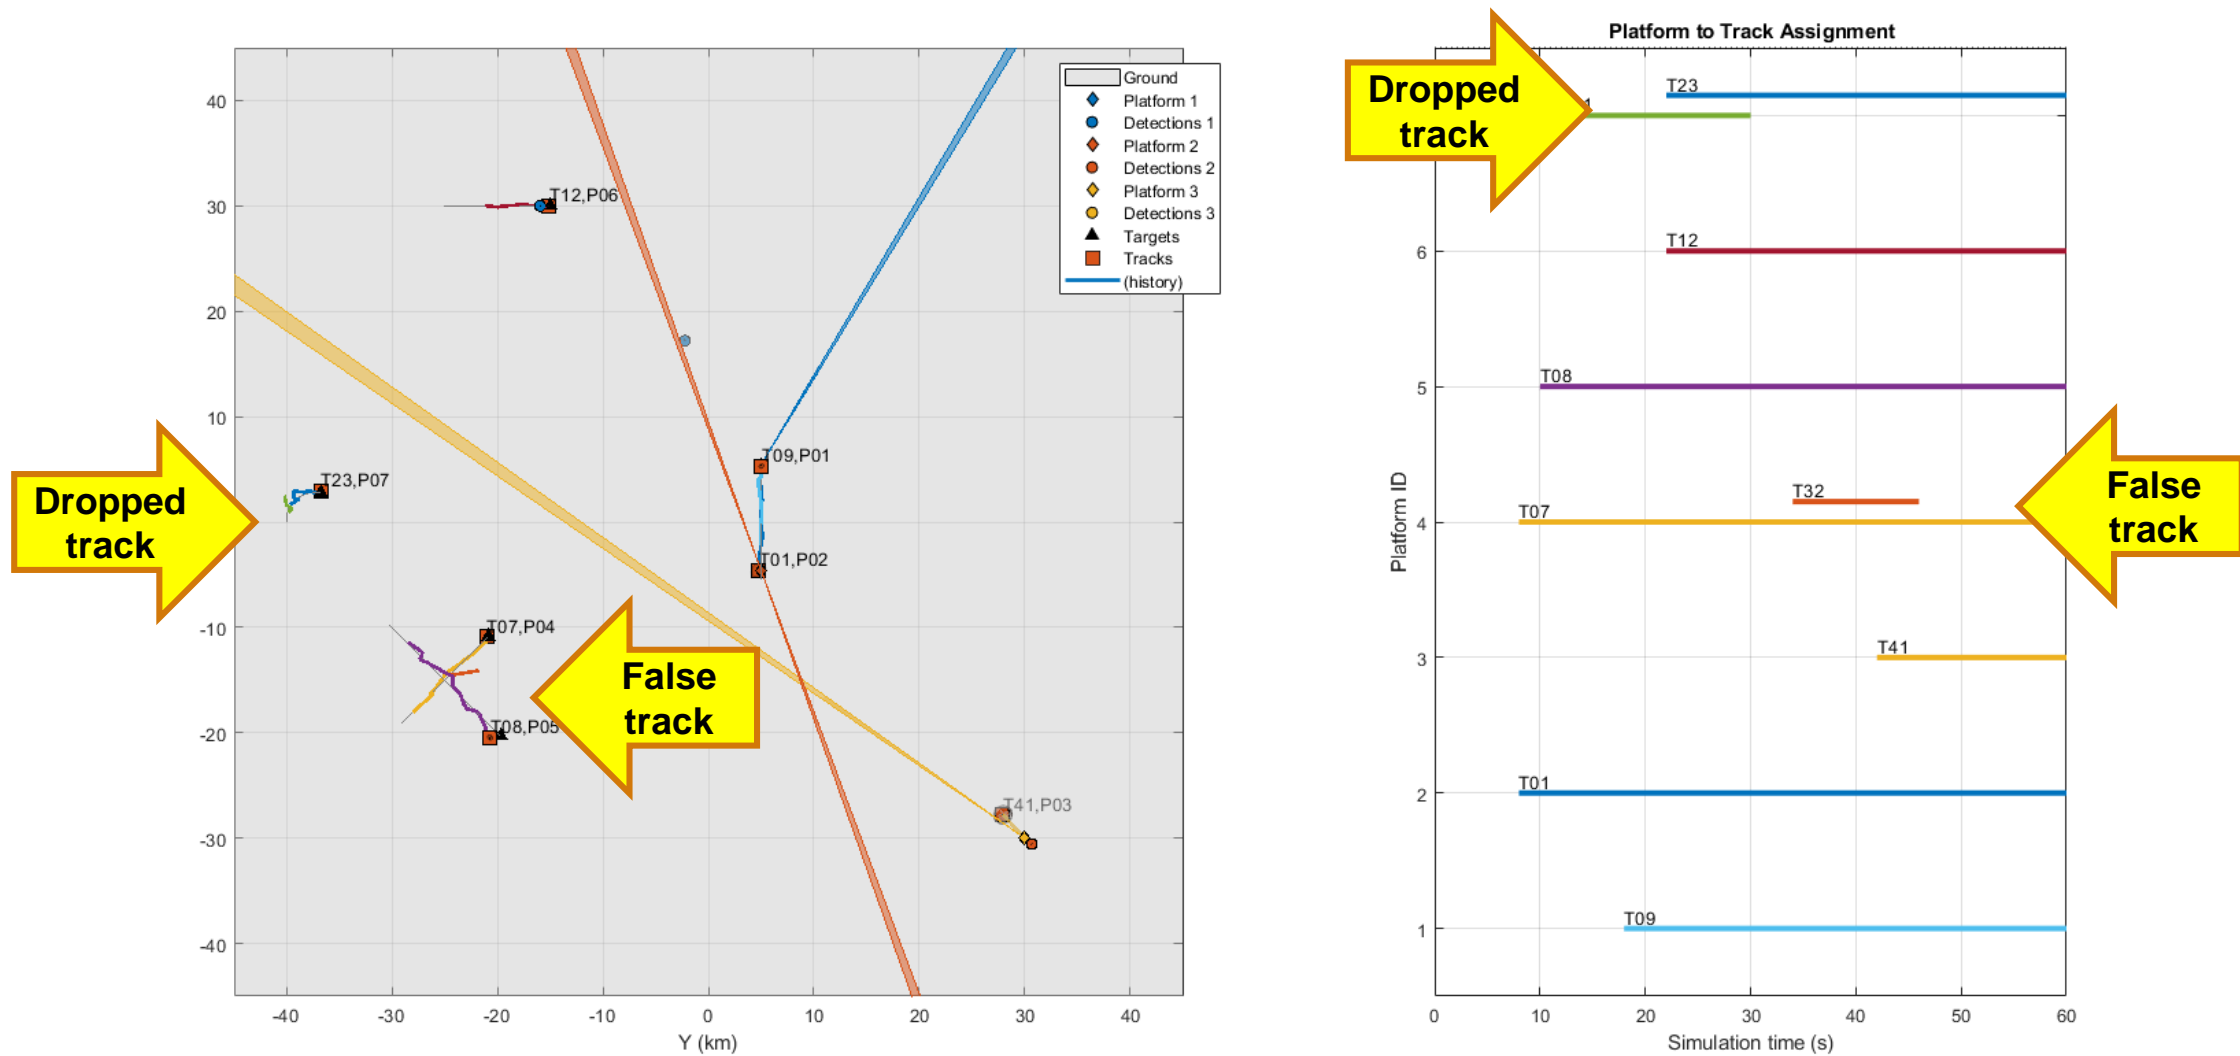 Platform to Track Assignment
Ground
Platform 1
Detections 1
Platform 2
Detections 2
Platform 3
Detections 3
Targets
Tracks
(history)
40
30
20
10
-10
-20
-30
-40
-40
-30
-20
-10
0
10
20
30
40
Y (km)
T12,P06
T09,P01
T23,P07
T01,P02
T07,P04
T08,P05
T41,P03
Dropped
track
False
track
Dropped
track
False
track
T23
1
T12
T08
T32
T07
T41
T01
T09
6
5
4
3
2
1
Platform ID
0
10
20
30
40
50
60
Simulation time (s)